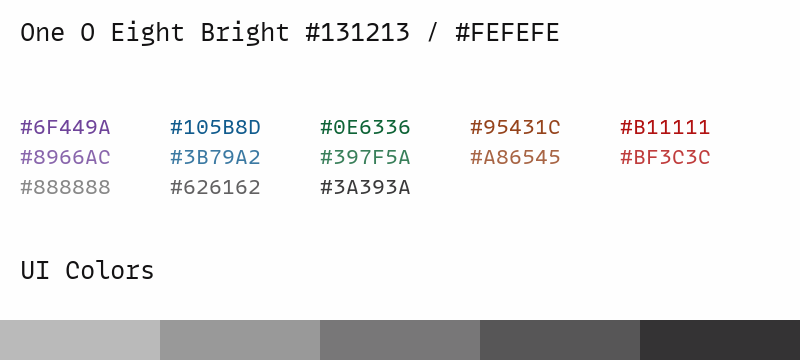 One O Eight Bright #131213 / #FEFEFE
#6F449A #105B8D #0E6336 #95431C #B11111
#8966AC #3B79A2 #397F5A #A86545 #BF3C3C
#888888 #626162 #3A393A
UI Colors